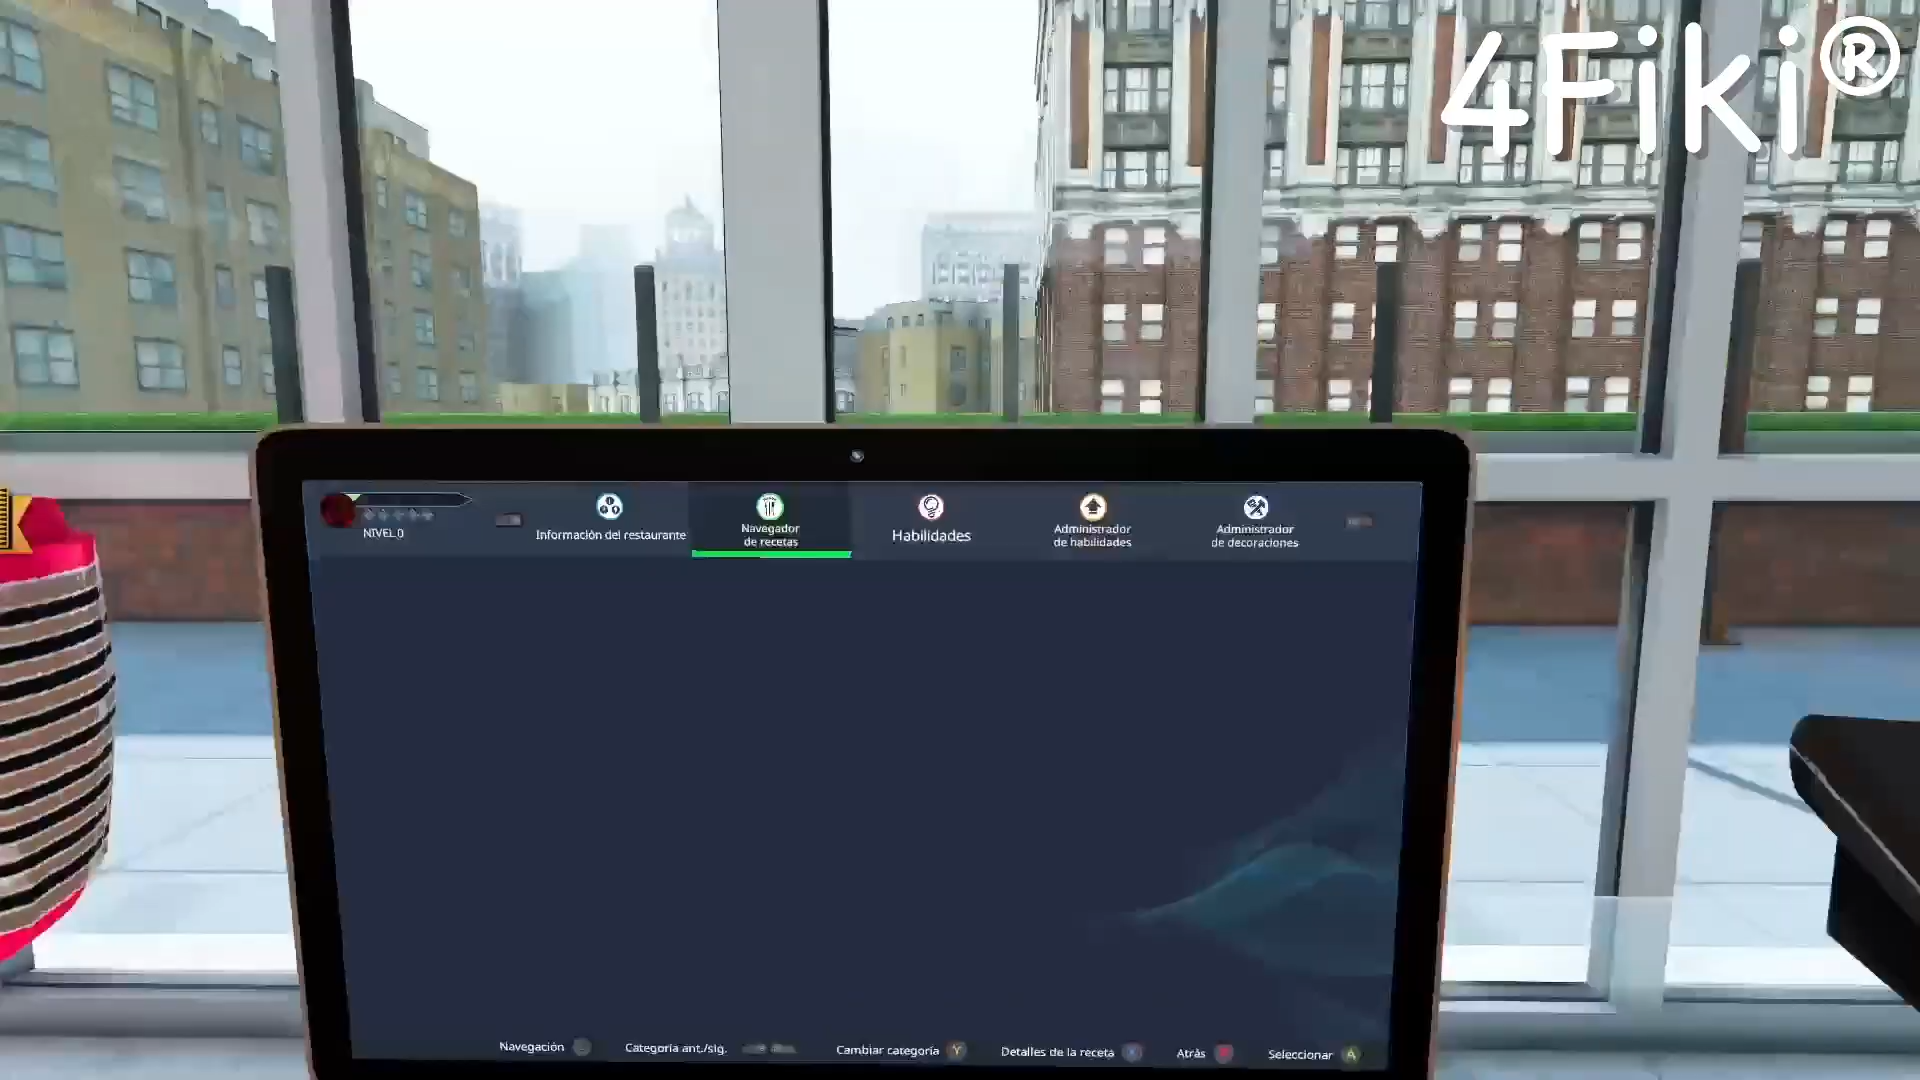 4Fiki®
NIVEL 0
Información del restaurante
Navegador
de recetas
Habilidades
Administrador
de habilidades
Administrador
de decoraciones
Navegación
Categoría ant./sig.
Cambiar categoría Y
Detalles de la receta
Atrás
Seleccionar A